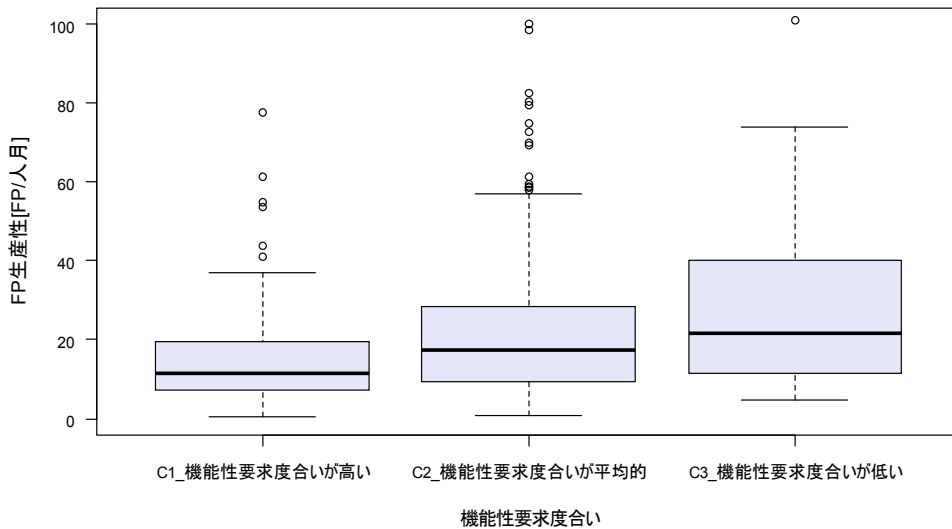 100
80
60
40
20
0
FP生産性[FP/人月]
C1_機能性要求度合いが高い
C2_機能性要求度合いが平均的
C3_機能性要求度合いが低い
機能性要求度合い